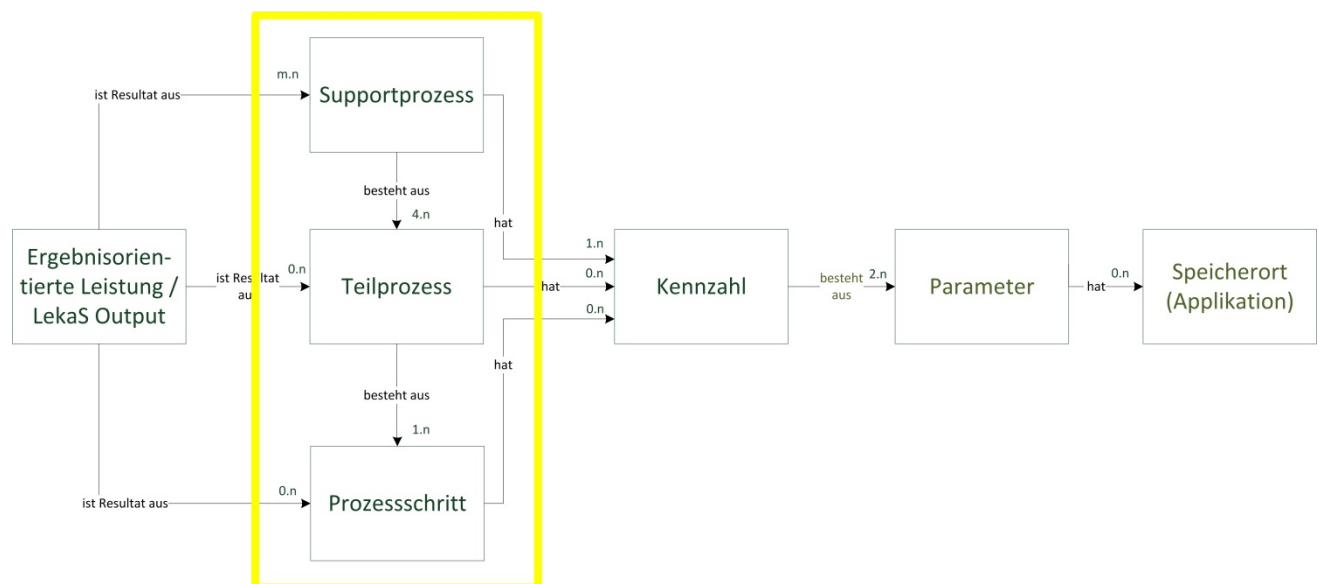 m.n
Supportprozess
ist Resultat aus
besteht aus
4.n
hat
1.n
Ergebnisorien-
tierte Leistung /
LekaS Output
ist Resultat
aus
0.n
Teilprozess
hat
0.n
0.n
Kennzahl
besteht
aus
2.n
Parameter
hat
0.n
Speicherort
(Applikation)
hat
besteht aus
1.n
ist Resultat aus
0.n
Prozessschritt